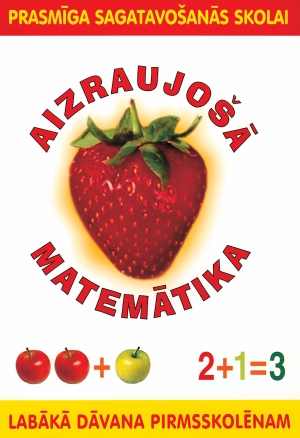 PRASMĪGA SAGATAVOŠANĀS SKOLAI
AIZRAUJOŠĀ
MATEMĀTIKA
+ 2+1=3
LABĀKĀ DĀVANA PIRMSSKOLĒNAM